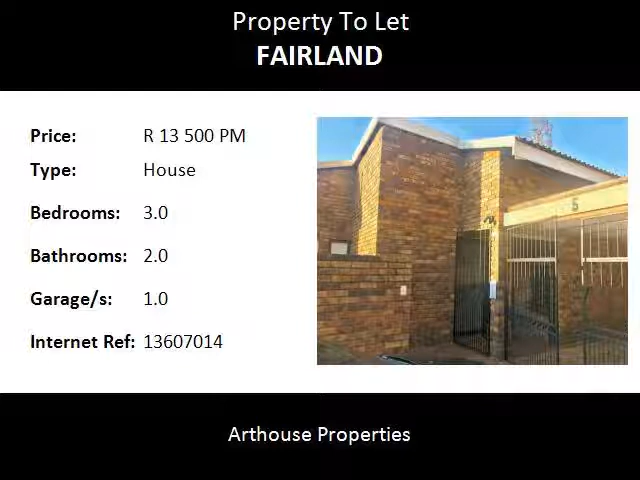 Property To Let
FAIRLAND
Price: R 13 500 PM
Type: House
Bedrooms: 3.0
Bathrooms: 2.0
Garage/s: 1.0
Internet Ref: 13607014
5
Arthouse Properties